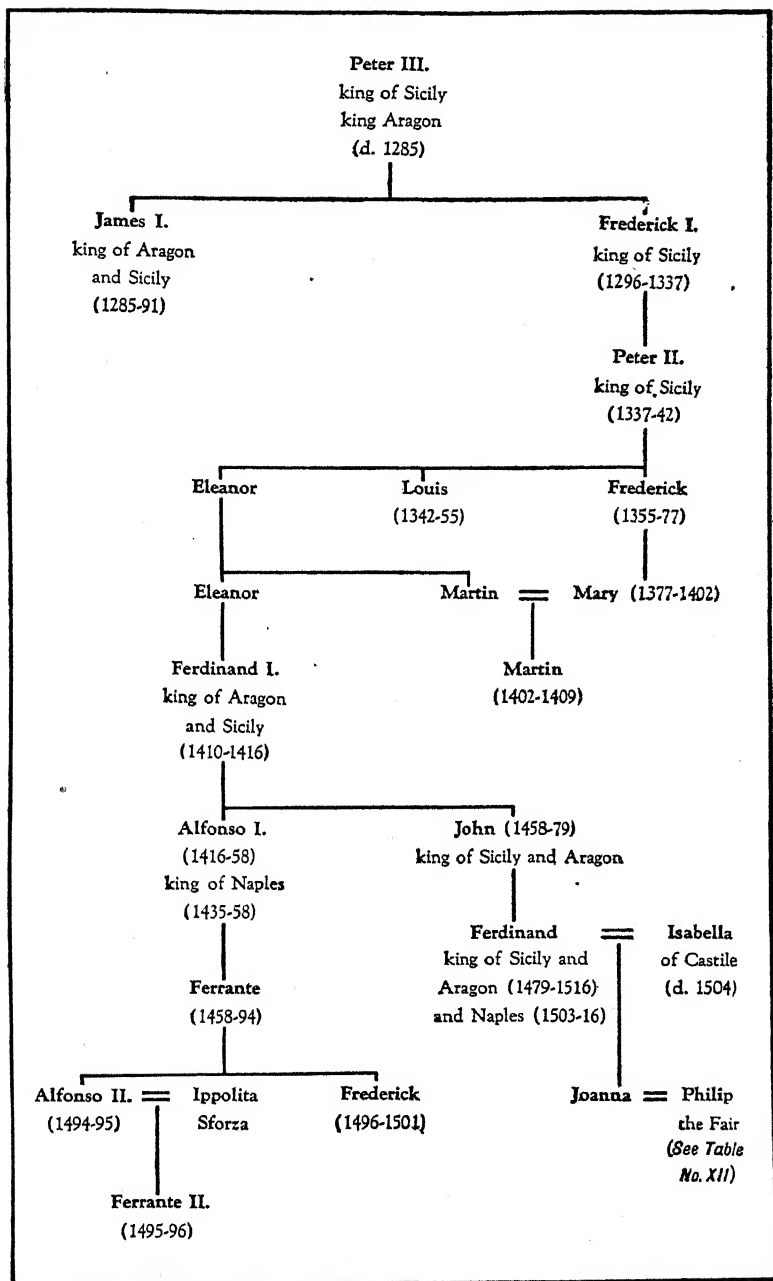 Peter III.
king of Sicily
king Aragon
(d. 1285)
James I.
king of Aragon
and Sicily
(1285-91)
Frederick I.
king of Sicily
(1296-1337)
Peter II.
king of Sicily
(1337-42)
Eleanor
Louis
(1342-55)
Frederick
(1355-77)
Eleanor
Martin = Mary (1377-1402)
Ferdinand I.
king of Aragon
and Sicily
(1410-1416)
Martin
(1402-1409)
Alfonso I.
(1416-58)
king of Naples
(1435-58)
John (1458-79)
king of Sicily and Aragon
Ferdinand = Isabella
king of Sicily and
Aragon (1479-1516)
and Naples (1503-16)
of Castile
(d. 1504)
Ferrante
(1458-94)
Alfonso II. = Ippolita
(1494-95)
Sforza
Frederick
(1496-1501)
Joanna = Philip
the Fair
(See Table
No. XII)
Ferrante II.
(1495-96)